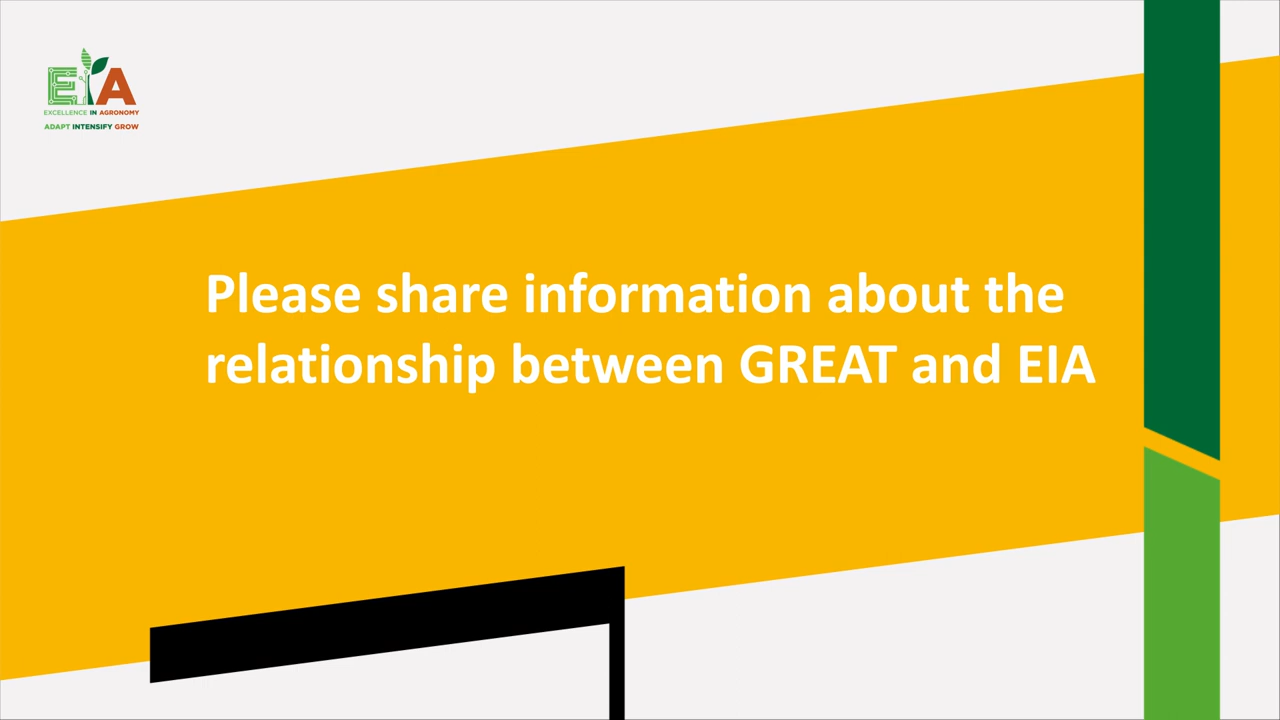 EiA
EXCELLENCE IN AGRONOMY
ADAPT INTENSIFY GROW
Please share information about the
relationship between GREAT and EIA